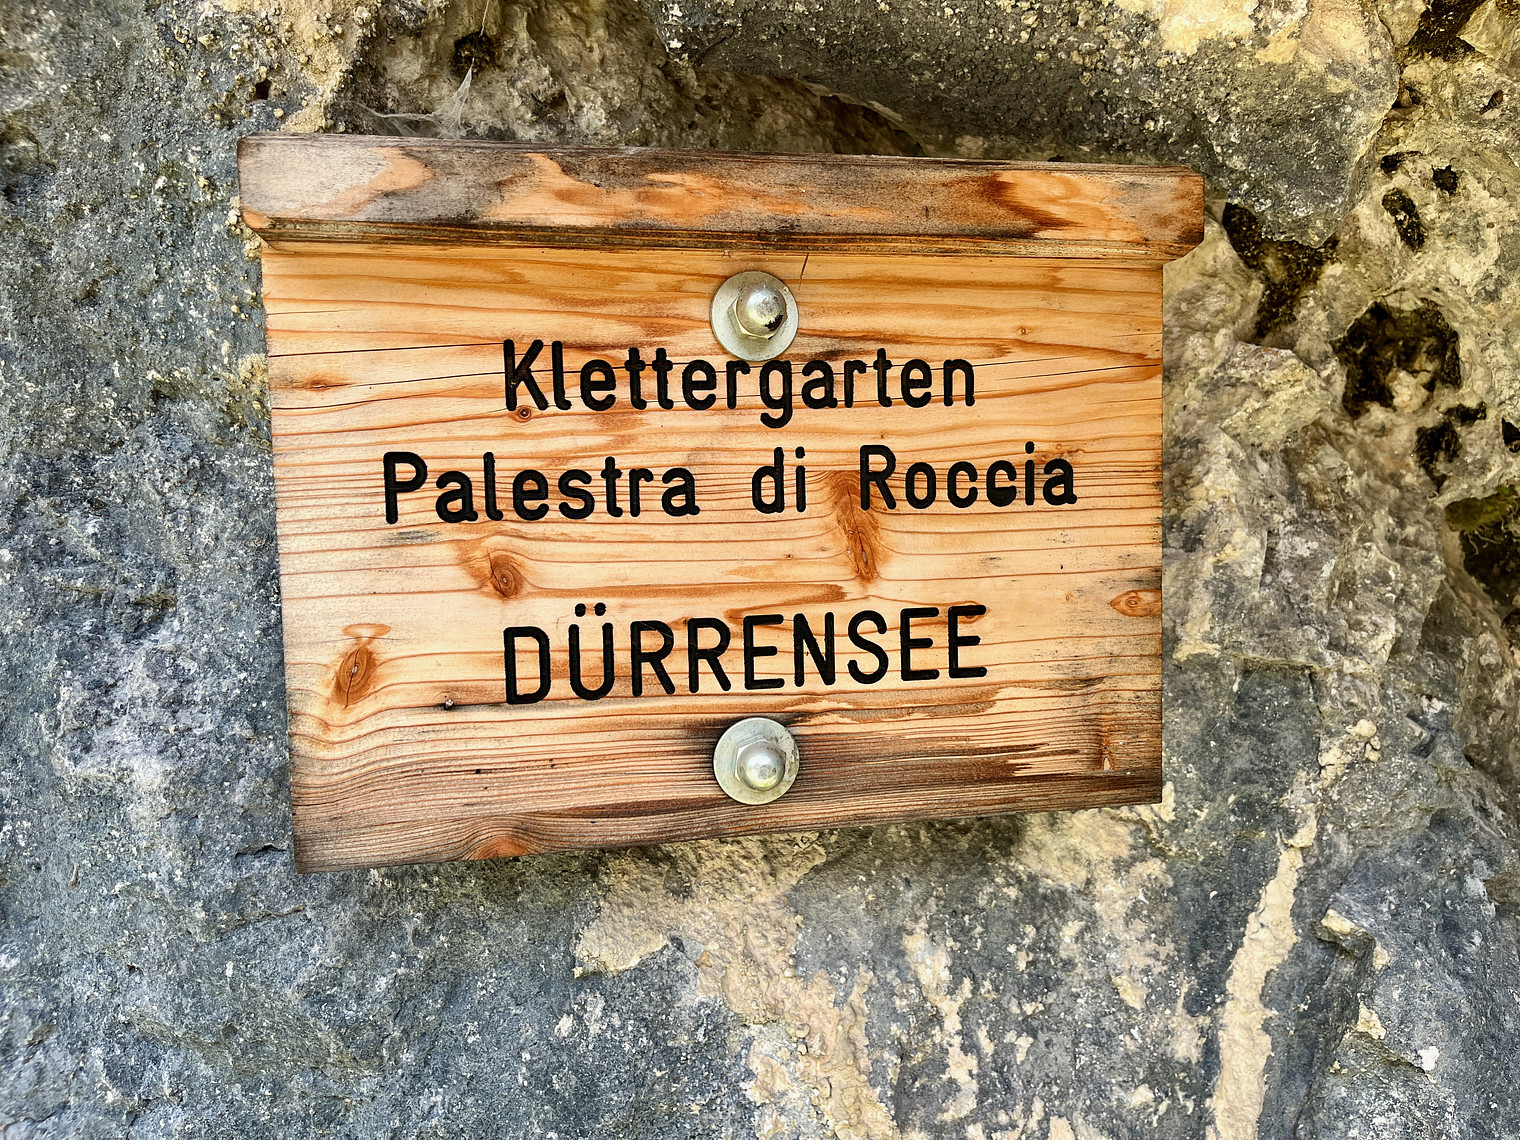 Klettergarten
Palestra di Roccia
DÜRRENSEE